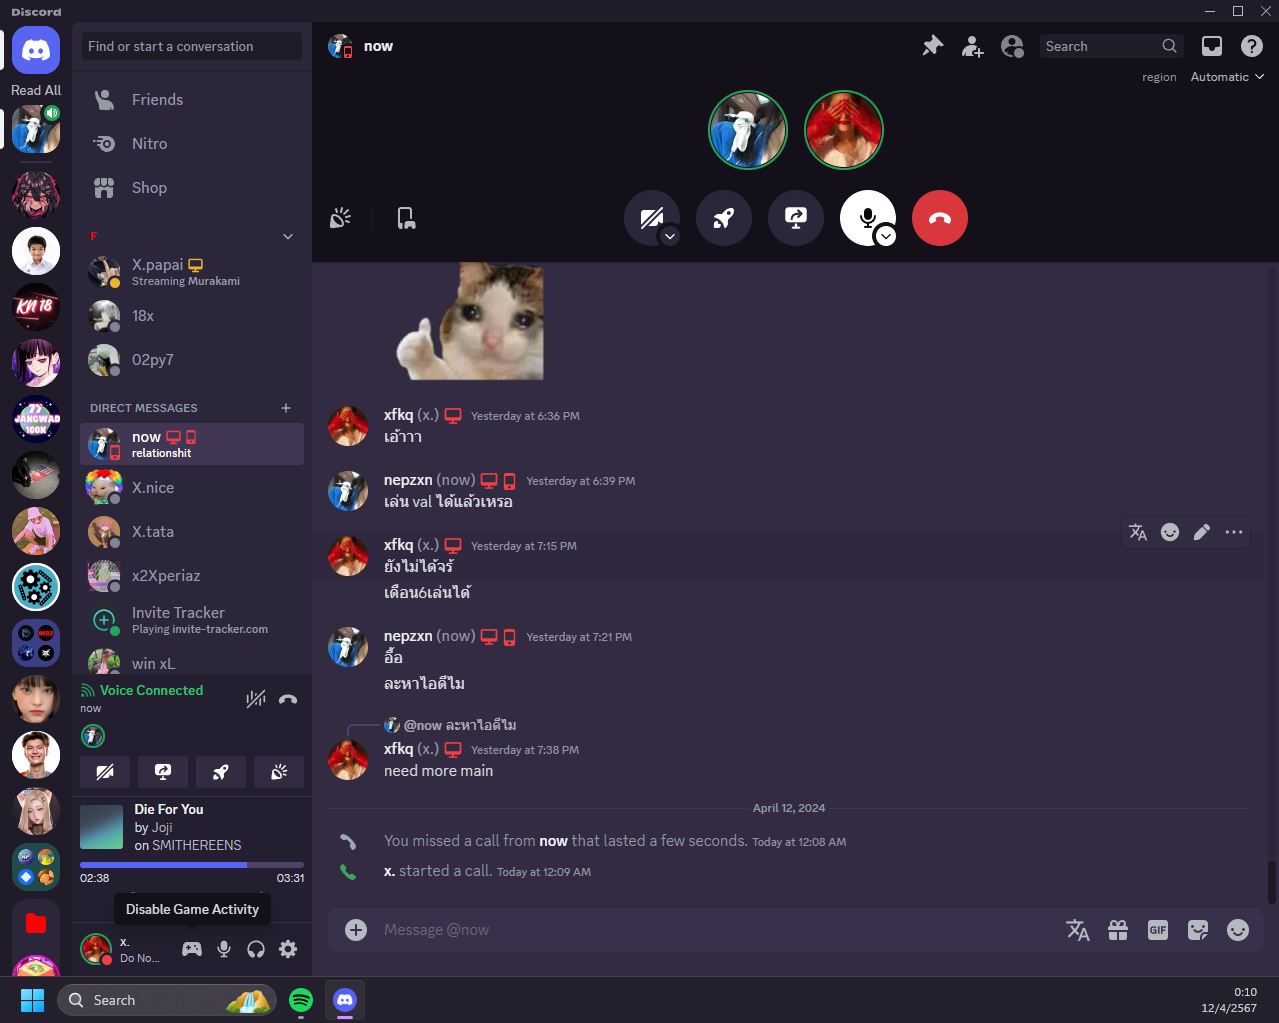 Discord
Find or start a conversation
Read All
Friends
Nitro
Shop
F
X.papai
Streaming Murakami
18x
02py7
DIRECT MESSAGES
now
relationshit
X.nice
X.tata
x2Xperiaz
Invite Tracker
Playing invite-tracker.com
win xL
KN 18
JANGWAD
100K
Voice Connected
now
Die For You
by Joji
on SMITHEREENS
02:38
03:31
Disable Game Activity
x.
Do No...
now
Search
region
Automatic
xfkq (x.) Yesterday at 6:36 PM
เอ้าาา
nepzxn (now) Yesterday at 6:39 PM
เล่น val ได้แล้วเหรอ
xfkq (x.) Yesterday at 7:15 PM
ยังไม่ได้จร้
เดือน6เล่นได้
nepzxn (now) Yesterday at 7:21 PM
อื้อ
ละหาไอดีไม
@now ละหาไอดีไม
xfkq (x.) Yesterday at 7:38 PM
need more main
April 12, 2024
You missed a call from now that lasted a few seconds. Today at 12:08 AM
x. started a call. Today at 12:09 AM
Message @now
GIF
Search
0:10
12/4/2567